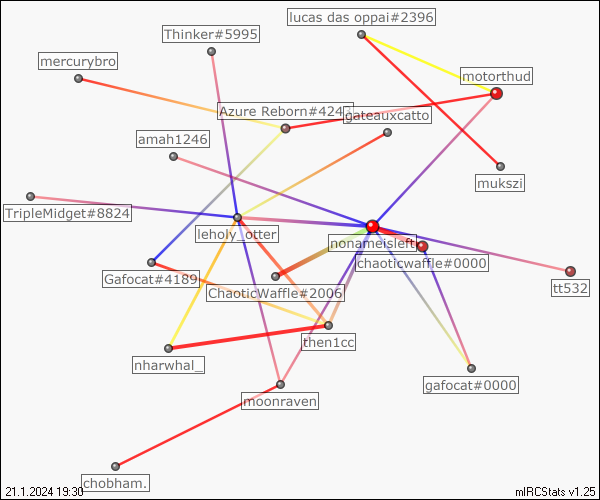 lucas das oppai#2396
Thinker#5995
mercurybro
motorthud
Azure Reborn#424
gateauxcatto
amah1246
mukszi
TripleMidget#8824
leholy_otter
nonameisleft
chaoticwaffle#0000
Gafocat#4189
ChaoticWaffle#2006
tt532
then1cc
nharwhal_
gafocat#0000
moonraven
chobham.
21.1.2024 19:30
mIRCStats v1.25